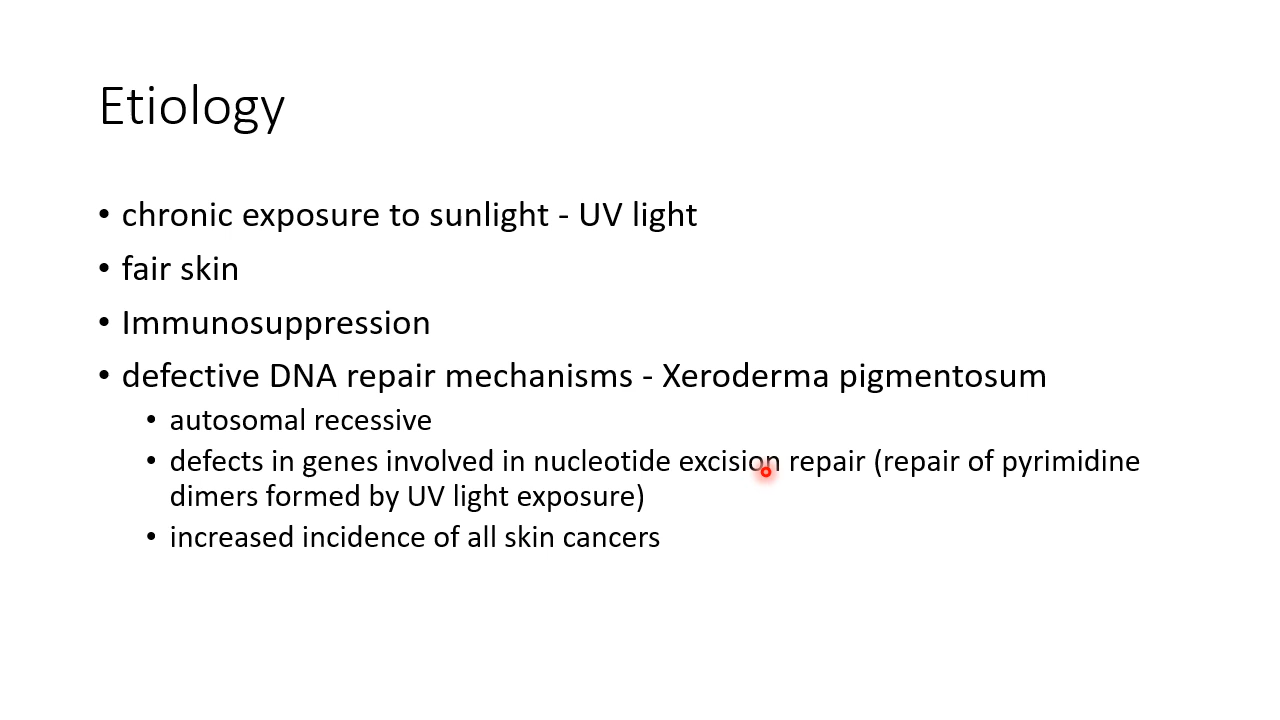 Etiology
• chronic exposure to sunlight - UV light
• fair skin
• Immunosuppression
• defective DNA repair mechanisms - Xeroderma pigmentosum
• autosomal recessive
• defects in genes involved in nucleotide excision repair (repair of pyrimidine
dimers formed by UV light exposure)
• increased incidence of all skin cancers